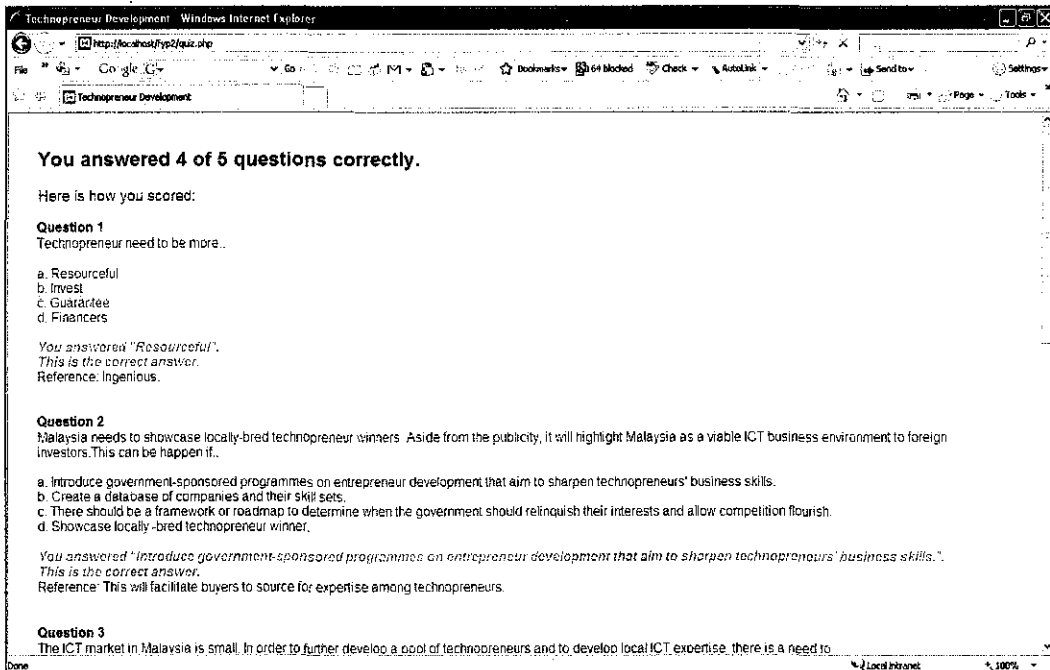 Technopreneur Development - Windows Internet Explorer
http://localhost/fyp2/quiz.php
File
Google
Go
Bookmarks
164 blocked
Check
AutoLink
Send to
Settings
Technopreneur Development
Page
Tools
You answered 4 of 5 questions correctly.
Here is how you scored:
Question 1
Technopreneur need to be more..
a. Resourceful
b. Invest
c. Guarantee
d. Financers
You answered "Resourceful".
This is the correct answer.
Reference: Ingenious.
Question 2
Malaysia needs to showcase locally-bred technopreneur winners. Aside from the publicity, it will highlight Malaysia as a viable ICT business environment to foreign
investors.This can be happen if..
a. Introduce government-sponsored programmes on entrepreneur development that aim to sharpen technopreneurs' business skills.
b. Create a database of companies and their skill sets.
c. There should be a framework or roadmap to determine when the government should relinquish their interests and allow competition flourish.
d. Showcase locally -bred technopreneur winner.
You answered "Introduce government-sponsored programmes on entrepreneur development that aim to sharpen technopreneurs' business skills.".
This is the correct answer.
Reference: This will facilitate buyers to source for expertise among technopreneurs.
Question 3
The ICT market in Malaysia is small. In order to further develop a pool of technopreneurs and to develop local ICT expertise, there is a need to
Done
Local intranet
100%